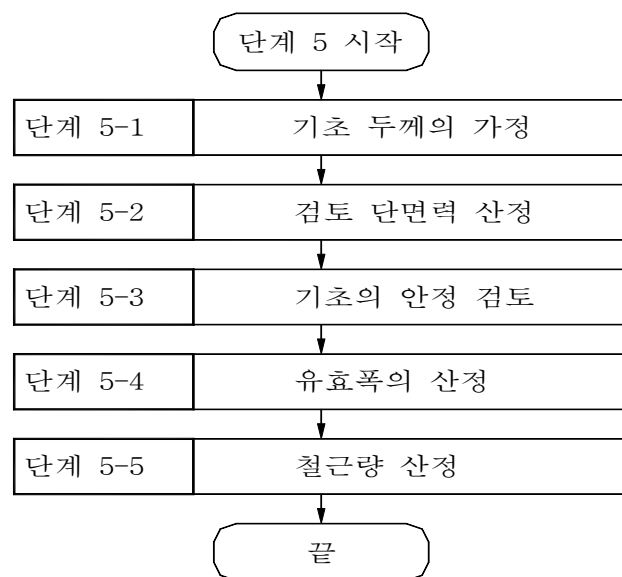 단계 5 시작
단계 5-1 기초 두께의 가정
단계 5-2 검토 단면력 산정
단계 5-3 기초의 안정 검토
단계 5-4 유효폭의 산정
단계 5-5 철근량 산정
끝